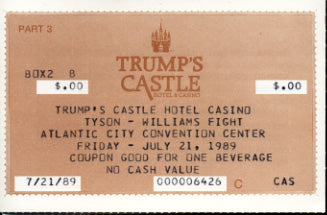 PART 3
TRUMP'S
CASTLE
HOTEL & CASINO
BOX2 B
$.00 $.00
TRUMP'S CASTLE HOTEL CASINO
TYSON - WILLIAMS FIGHT
ATLANTIC CITY CONVENTION CENTER
FRIDAY - JULY 21, 1989
COUPON GOOD FOR ONE BEVERAGE
NO CASH VALUE
7/21/89 000006426 C CAS